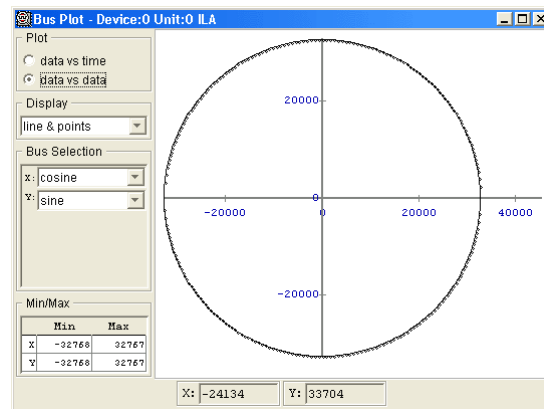 Bus Plot - Device:0 Unit:0 ILA
Plot
data vs time
data vs data
Display
line & points
Bus Selection
X: cosine
Y: sine
Min/Max
Min Max
X -32768 32767
Y -32768 32767
20000
0
-20000 0 20000 40000
-20000
X: -24134 Y: 33704